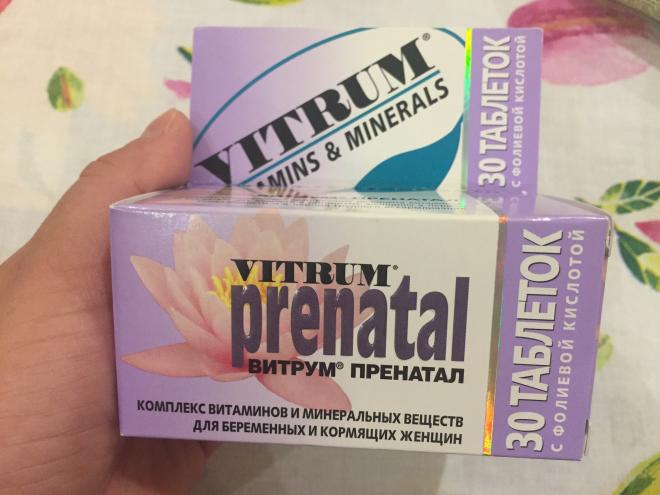 VITRUM®
AMINS & MINERALS
30 ТАБЛЕТОК
С ФОЛИЕВОЙ КИСЛОТОЙ
VITRUM®
prenatal
ВИТРУМ® ПРЕНАТАЛ
КОМПЛЕКС ВИТАМИНОВ И МИНЕРАЛЬНЫХ ВЕЩЕСТВ
ДЛЯ БЕРЕМЕННЫХ И КОРМЯЩИХ ЖЕНЩИН
30 ТАБЛЕТОК
С ФОЛИЕВОЙ КИСЛОТОЙ